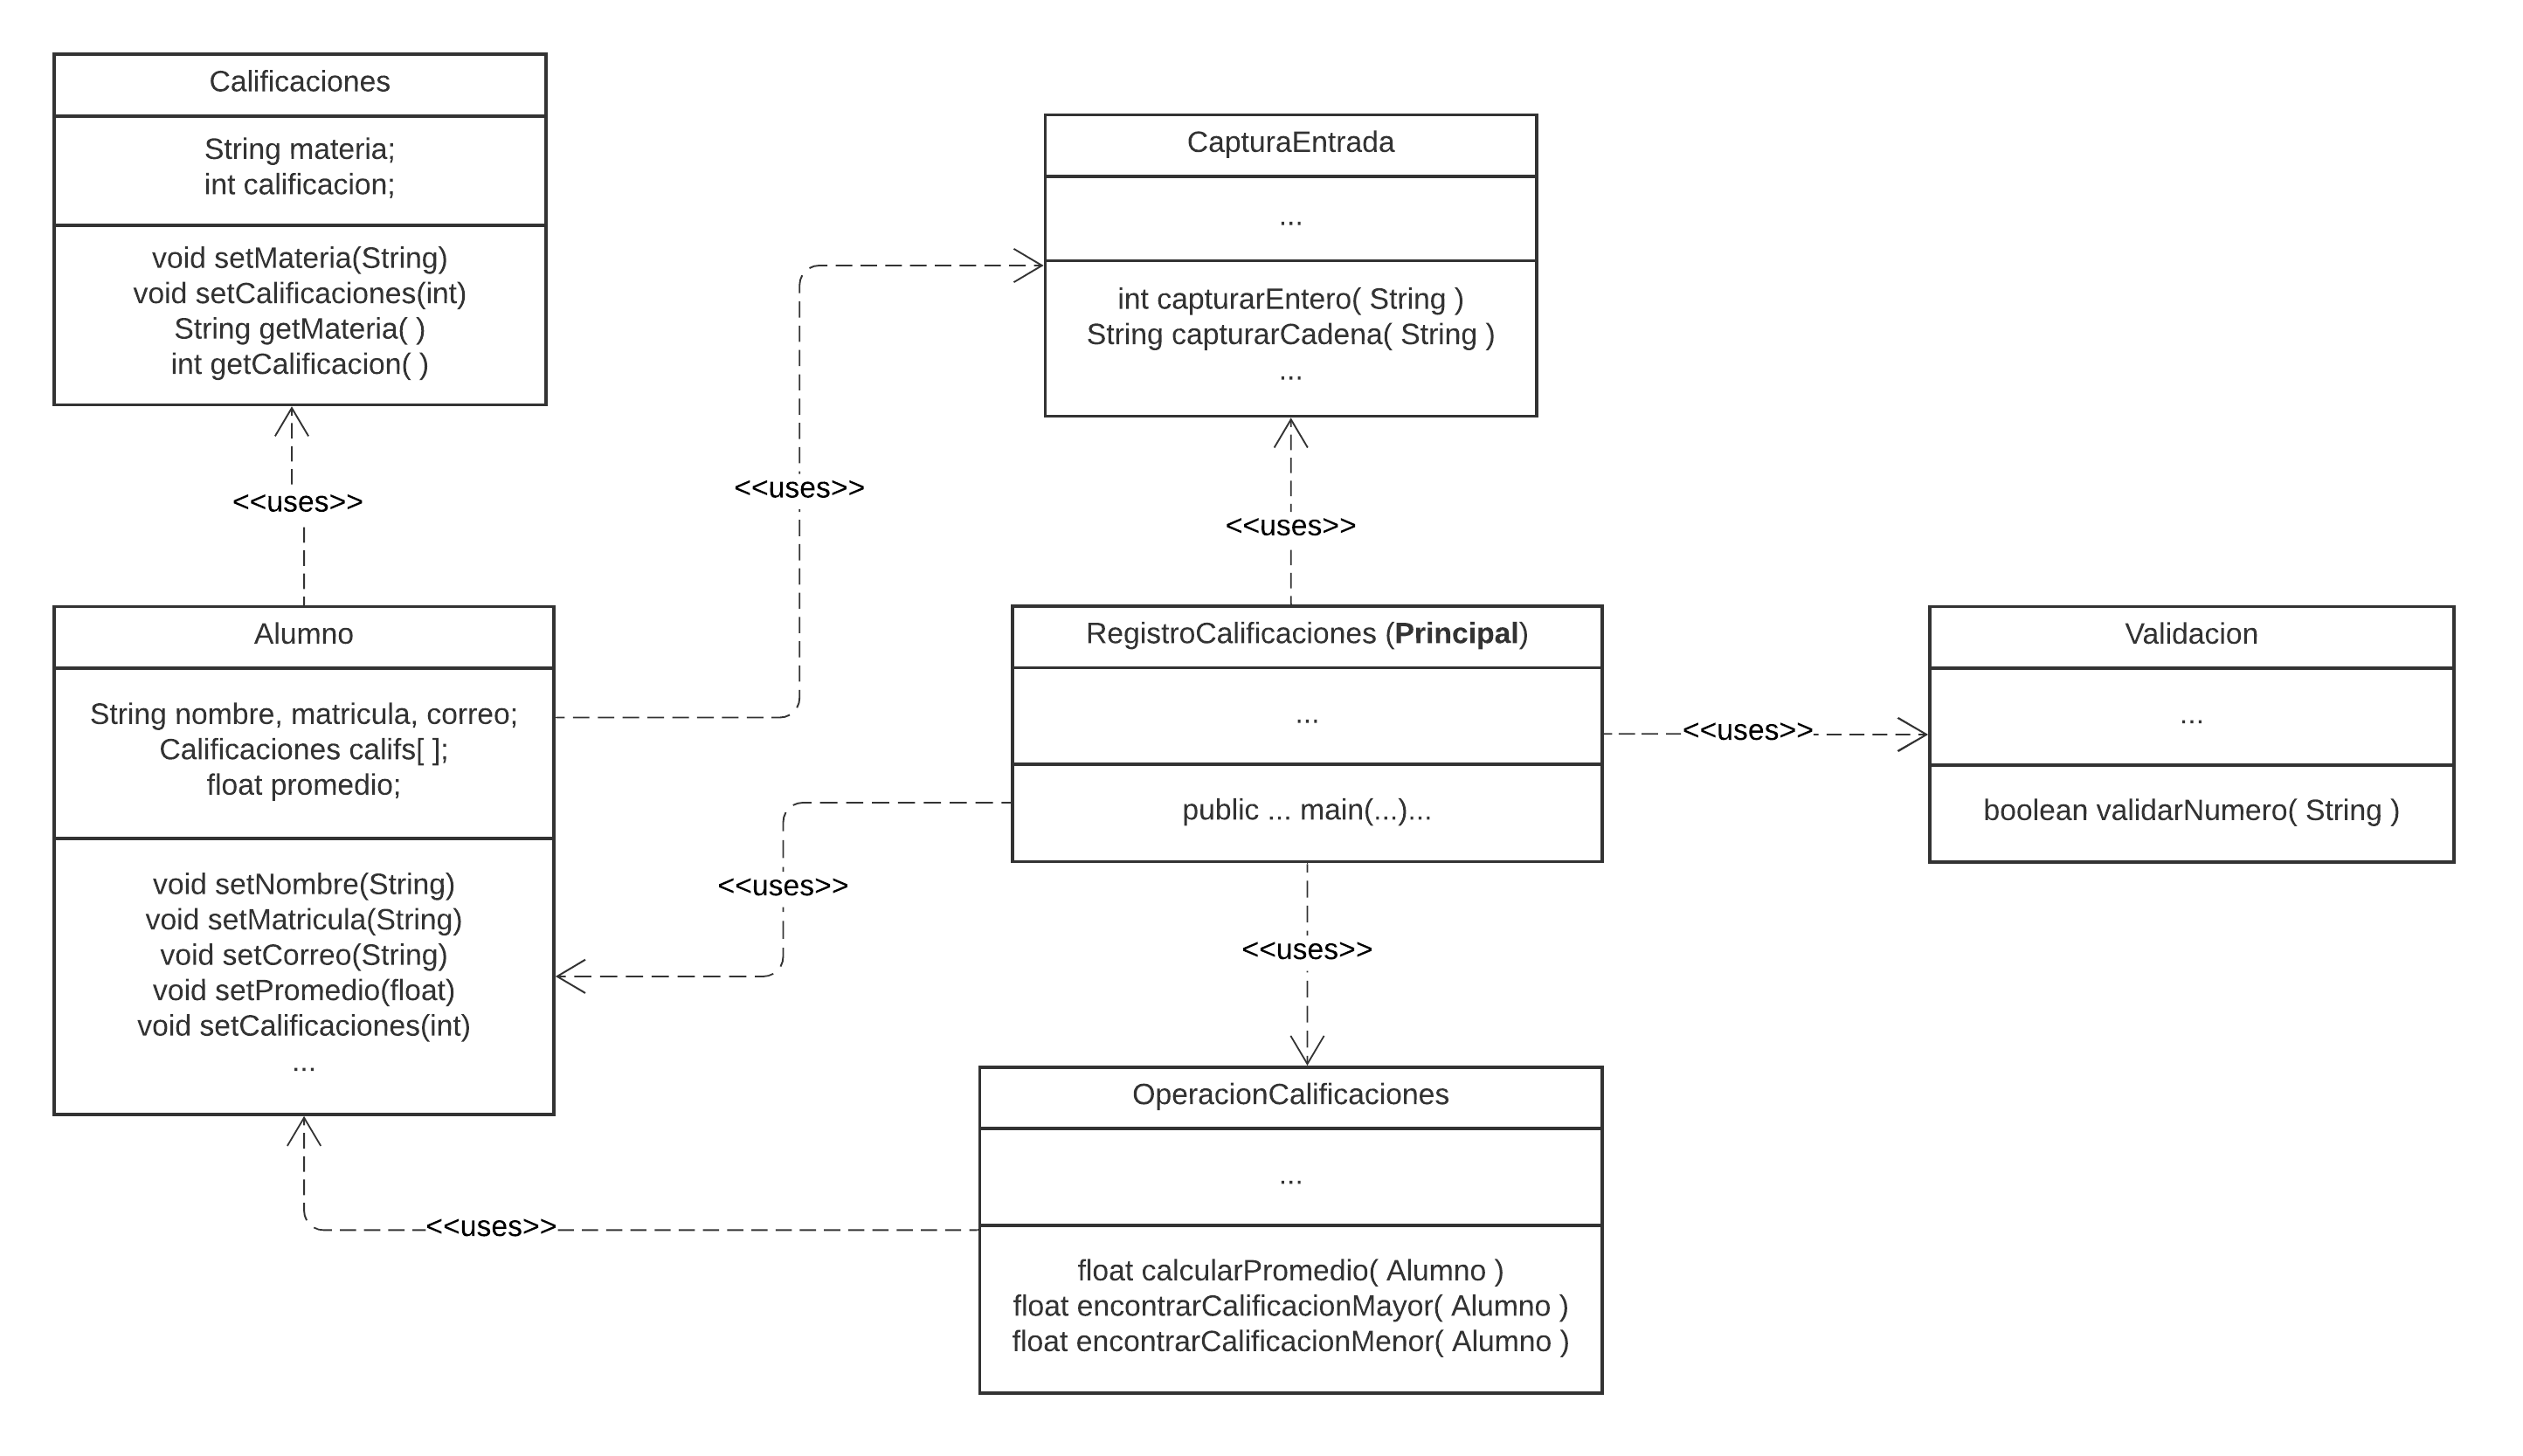 Calificaciones
String materia;
int calificacion;
void setMateria(String)
void setCalificaciones(int)
String getMateria( )
int getCalificacion( )
<<uses>>
Alumno
String nombre, matricula, correo;
Calificaciones califs[ ];
float promedio;
void setNombre(String)
void setMatricula(String)
void setCorreo(String)
void setPromedio(float)
void setCalificaciones(int)
...
<<uses>>
<<uses>>
<<uses>>
CapturaEntrada
...
int capturarEntero( String )
String capturarCadena( String )
...
<<uses>>
RegistroCalificaciones (Principal)
...
public ... main(...)...
<<uses>>
Validacion
...
boolean validarNumero( String )
<<uses>>
OperacionCalificaciones
...
float calcularPromedio( Alumno )
float encontrarCalificacionMayor( Alumno )
float encontrarCalificacionMenor( Alumno )